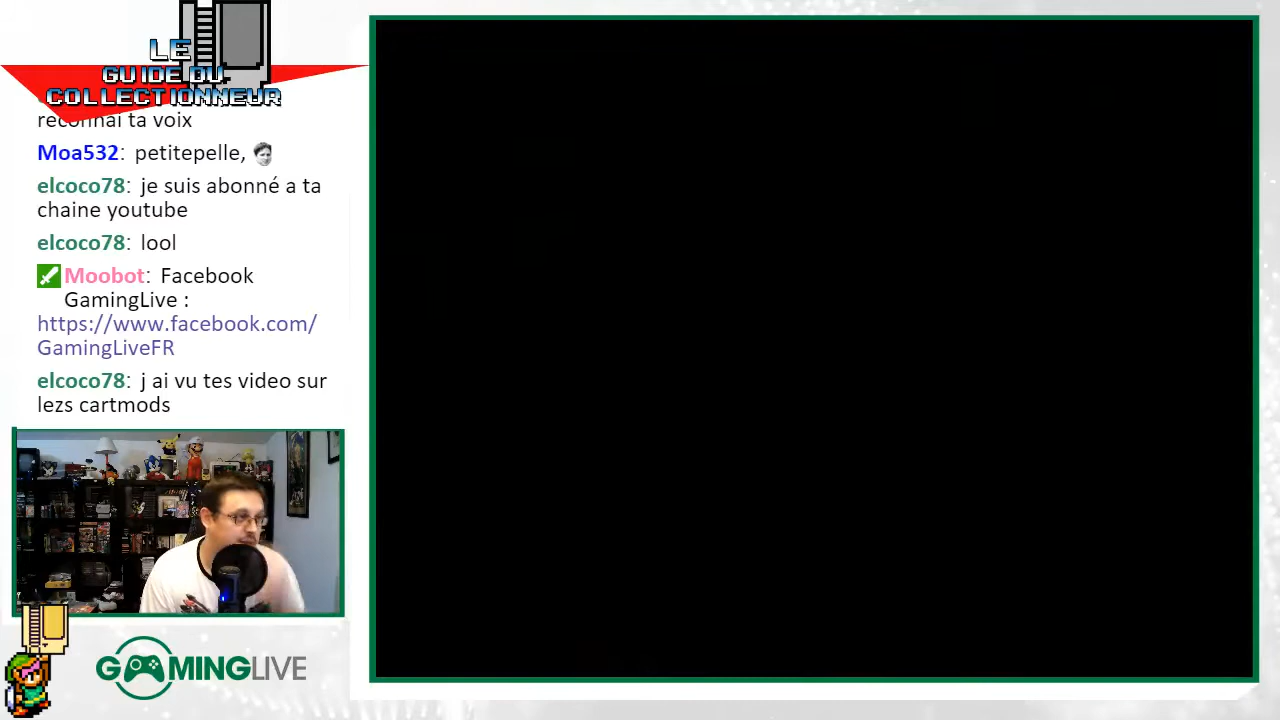 LE
GUIDE DU
COLLECTIONNEUR
reconnai ta voix
Moa532: petitepelle,
elcoco78: je suis abonné a ta
chaine youtube
elcoco78: lool
Moobot: Facebook
GamingLive :
https://www.facebook.com/
GamingLiveFR
elcoco78: j ai vu tes video sur
lezs cartmods
GAMINGLIVE